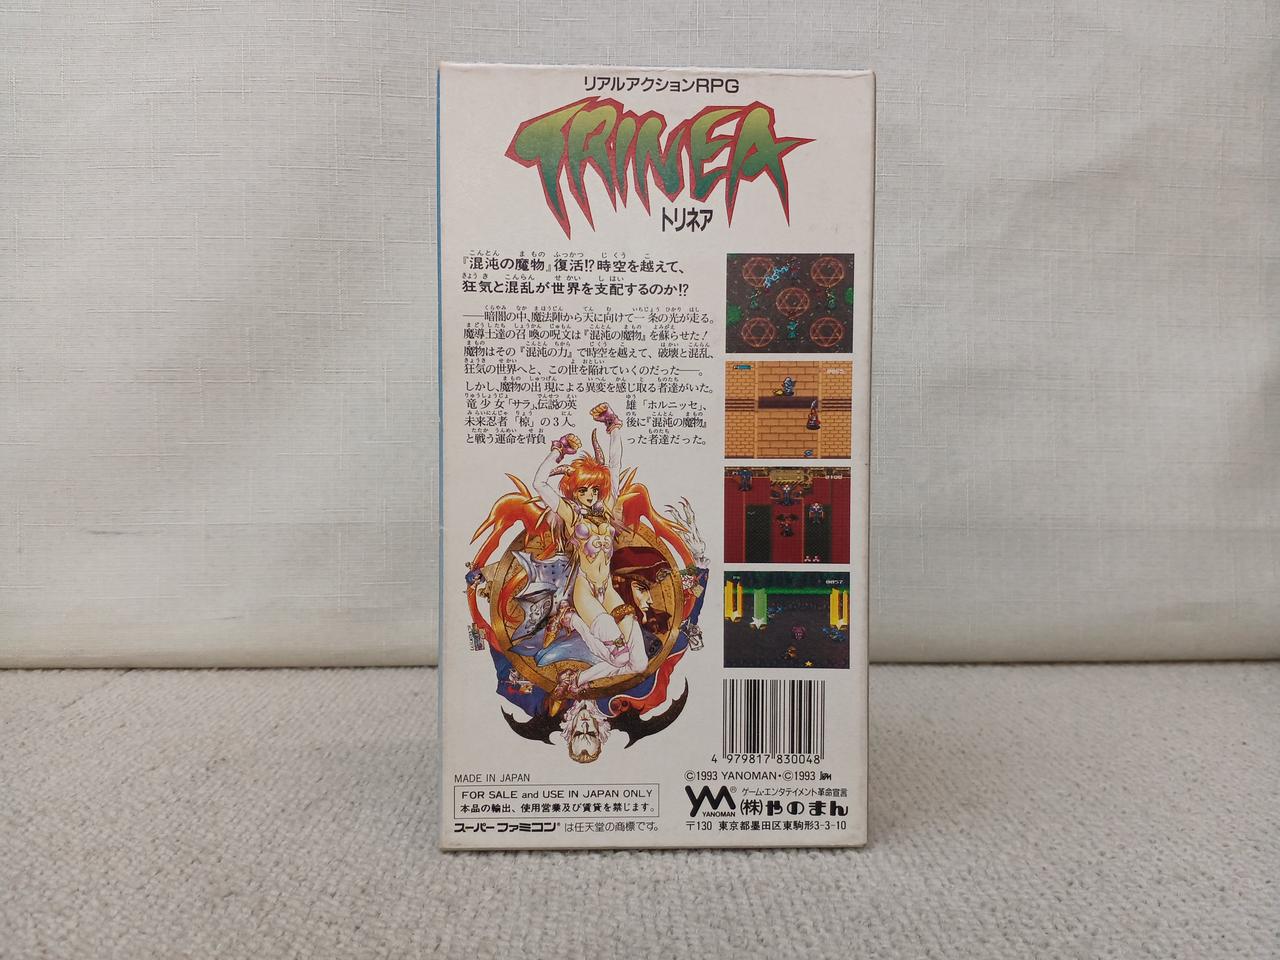 リアルアクションRPG
TRINEA
トリネア
『混沌の魔物』復活!?時空を越えて、
狂気と混乱が世界を支配するのか!?
——暗闇の中、魔法陣から天に向けて一条の光が走る。
魔導士達の召喚の呪文は『混沌の魔物』を蘇らせた!
魔物はその『混沌の力』で時空を越えて、破壊と混乱、
狂気の世界へと、この世を陥れていくのだった——。
しかし、魔物の出現による異変を感じ取る者達がいた。
竜少女「サラ」、伝説の英雄「ホルニッセ」、
未来忍者「椋」の3人。後に『混沌の魔物』
と戦う運命を背負った者達だった。
4 979817 830048
MADE IN JAPAN
©1993 YANOMAN・©1993
FOR SALE and USE IN JAPAN ONLY
本品の輸出、使用営業及び賃貸を禁じます。
スーパーファミコン®は任天堂の商標です。
YM® YANOMAN
ゲーム・エンタテイメント革命宣言
(株)やのまん
〒130 東京都墨田区東駒形3-3-10